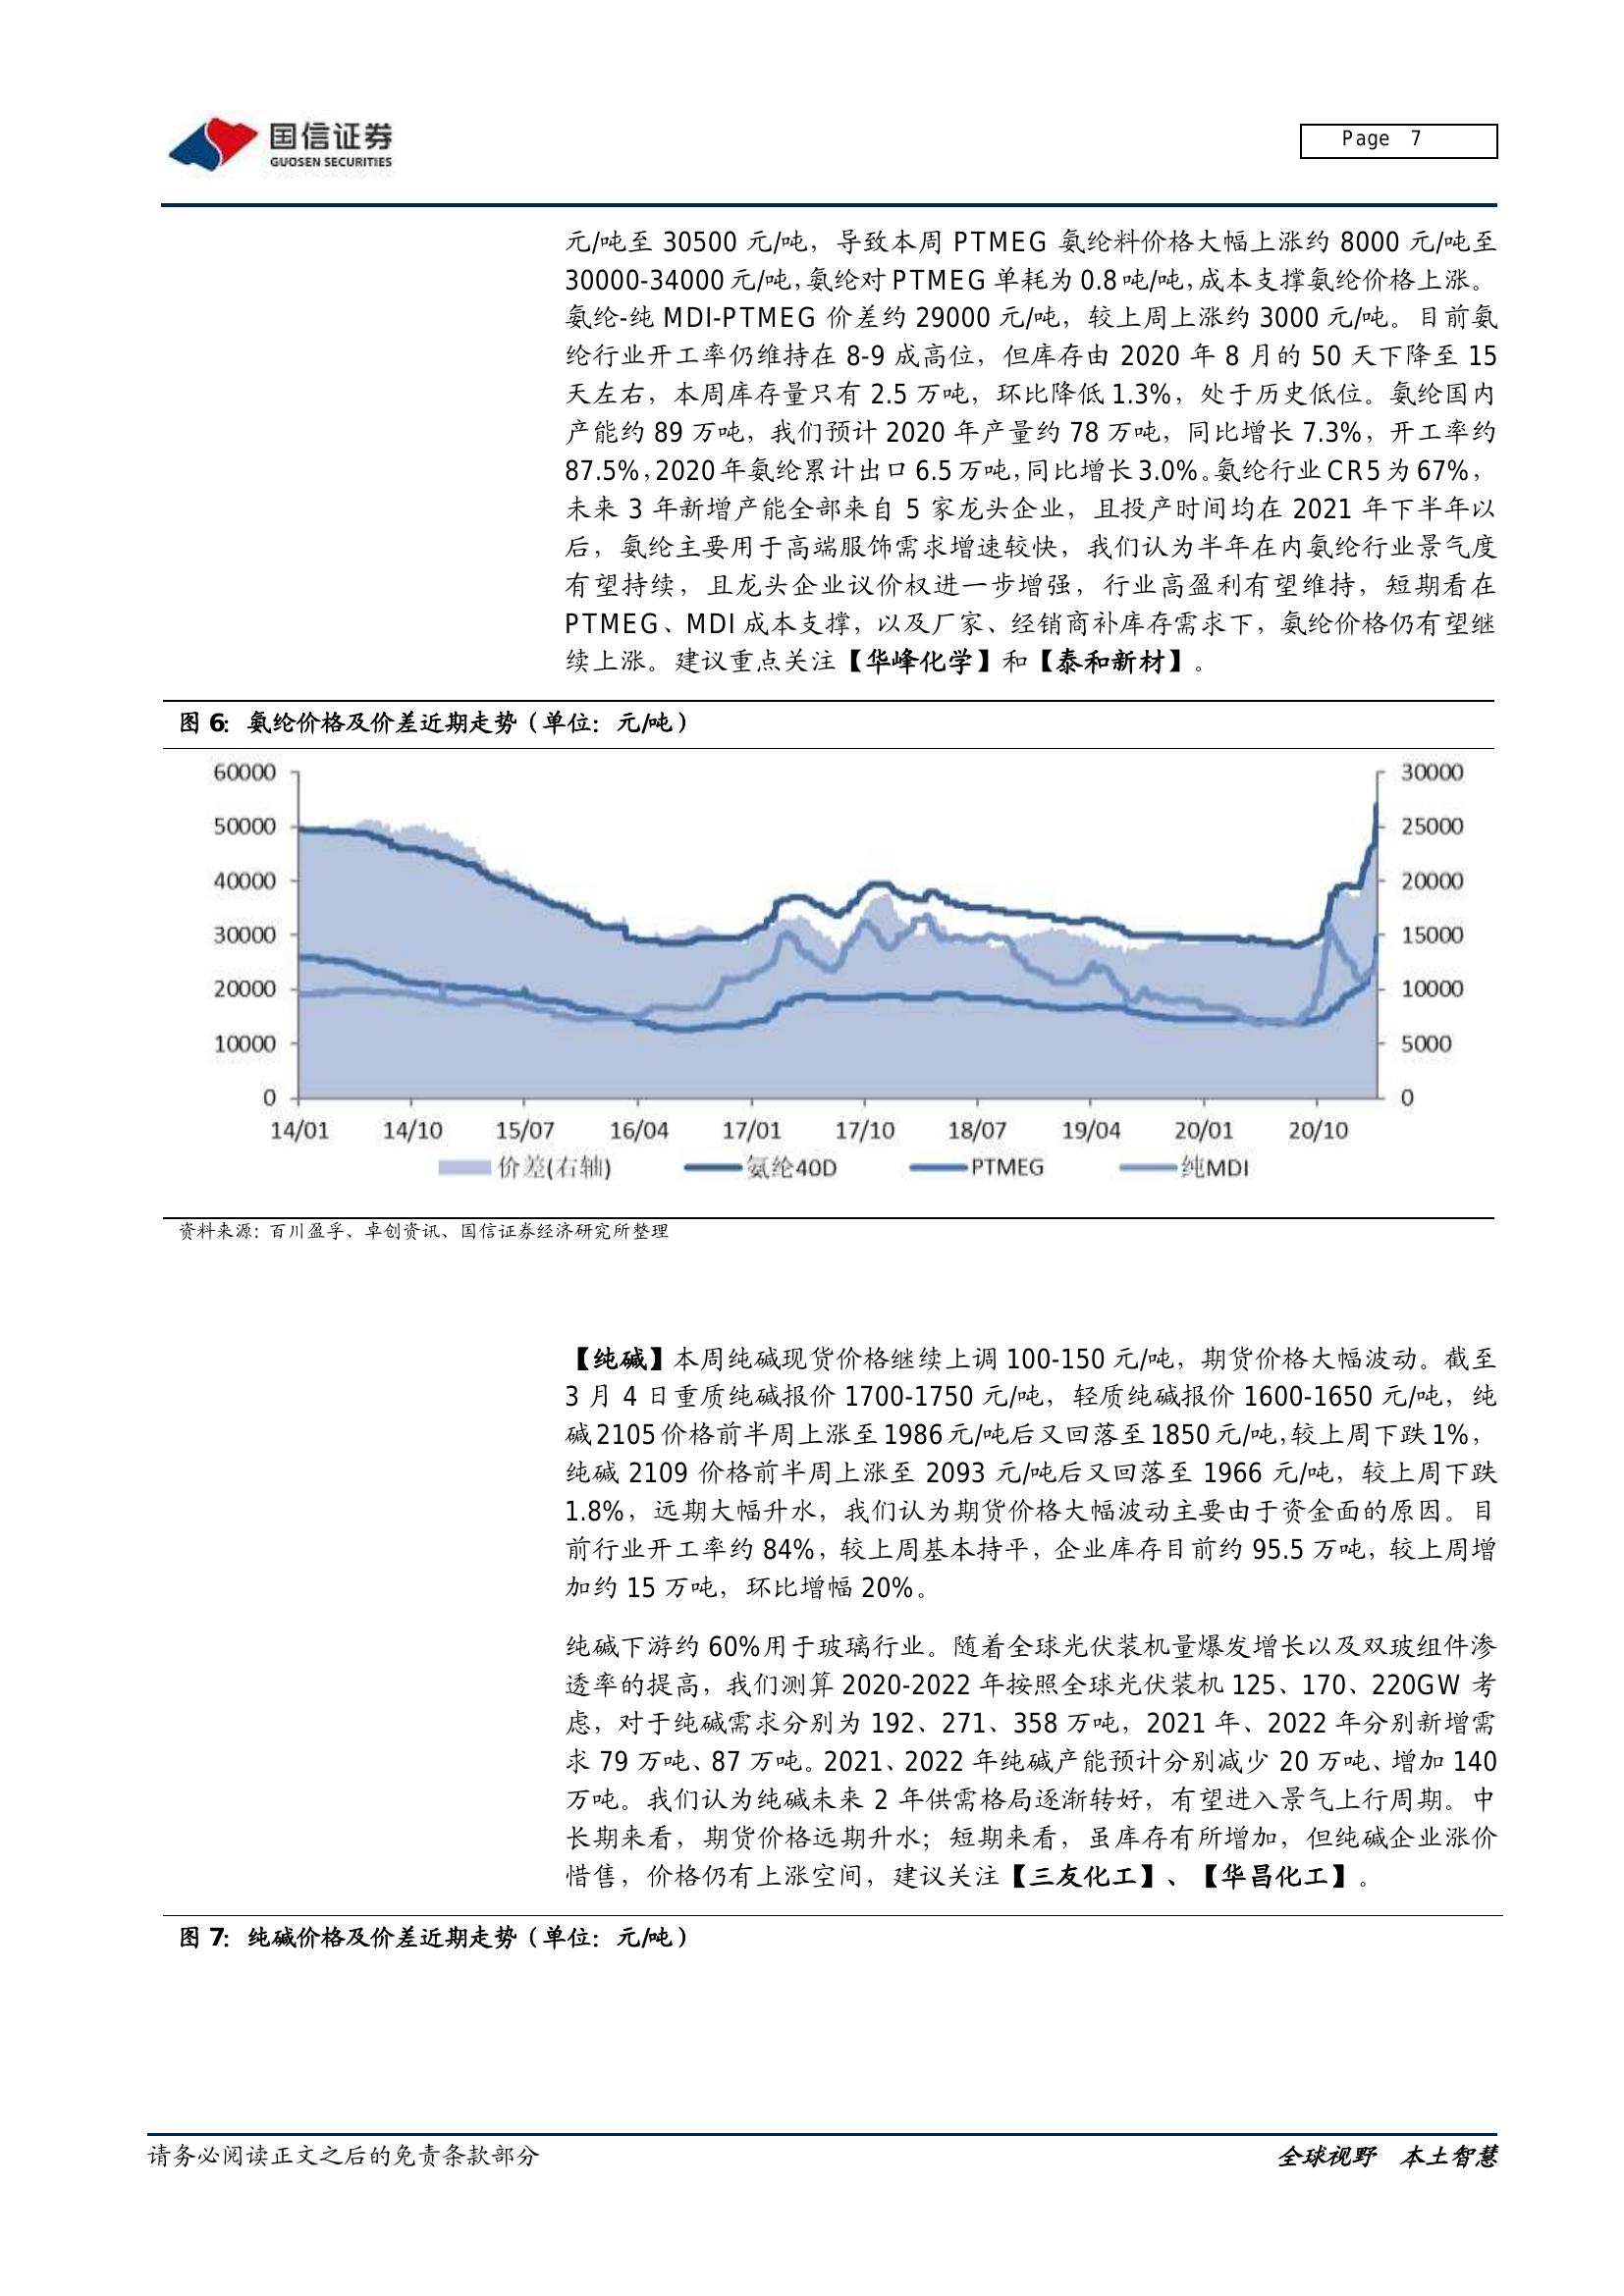 国信证券
GUOSEN SECURITIES
Page 7
元/吨至 30500 元/吨，导致本周 PTMEG 氨纶料价格大幅上涨约 8000 元/吨至
30000-34000 元/吨，氨纶对 PTMEG 单耗为 0.8 吨/吨，成本支撑氨纶价格上涨。
氨纶-纯 MDI-PTMEG 价差约 29000 元/吨，较上周上涨约 3000 元/吨。目前氨
纶行业开工率仍维持在 8-9 成高位，但库存由 2020 年 8 月的 50 天下降至 15
天左右，本周库存量只有 2.5 万吨，环比降低 1.3%，处于历史低位。氨纶国内
产能约 89 万吨，我们预计 2020 年产量约 78 万吨，同比增长 7.3%，开工率约
87.5%，2020 年氨纶累计出口 6.5 万吨，同比增长 3.0%。氨纶行业 CR5 为 67%，
未来 3 年新增产能全部来自 5 家龙头企业，且投产时间均在 2021 年下半年以
后，氨纶主要用于高端服饰需求增速较快，我们认为半年在内氨纶行业景气度
有望持续，且龙头企业议价权进一步增强，行业高盈利有望维持，短期看在
PTMEG、MDI 成本支撑，以及厂家、经销商补库存需求下，氨纶价格仍有望继
续上涨。建议重点关注【华峰化学】和【泰和新材】。
图 6：氨纶价格及价差近期走势（单位：元/吨）
60000 30000
50000 25000
40000 20000
30000 15000
20000 10000
10000 5000
0 0
14/01 14/10 15/07 16/04 17/01 17/10 18/07 19/04 20/01 20/10
价差(右轴) 氨纶40D PTMEG 纯MDI
资料来源：百川盈孚、卓创资讯、国信证券经济研究所整理
【纯碱】本周纯碱现货价格继续上调 100-150 元/吨，期货价格大幅波动。截至
3 月 4 日重质纯碱报价 1700-1750 元/吨，轻质纯碱报价 1600-1650 元/吨，纯
碱 2105 价格前半周上涨至 1986 元/吨后又回落至 1850 元/吨，较上周下跌 1%，
纯碱 2109 价格前半周上涨至 2093 元/吨后又回落至 1966 元/吨，较上周下跌
1.8%，远期大幅升水，我们认为期货价格大幅波动主要由于资金面的原因。目
前行业开工率约 84%，较上周基本持平，企业库存目前约 95.5 万吨，较上周增
加约 15 万吨，环比增幅 20%。
纯碱下游约 60%用于玻璃行业。随着全球光伏装机量爆发增长以及双玻组件渗
透率的提高，我们测算 2020-2022 年按照全球光伏装机 125、170、220GW 考
虑，对于纯碱需求分别为 192、271、358 万吨，2021 年、2022 年分别新增需
求 79 万吨、87 万吨。2021、2022 年纯碱产能预计分别减少 20 万吨、增加 140
万吨。我们认为纯碱未来 2 年供需格局逐渐转好，有望进入景气上行周期。中
长期来看，期货价格远期升水；短期来看，虽库存有所增加，但纯碱企业涨价
惜售，价格仍有上涨空间，建议关注【三友化工】、【华昌化工】。
图 7：纯碱价格及价差近期走势（单位：元/吨）
请务必阅读正文之后的免责条款部分
全球视野 本土智慧